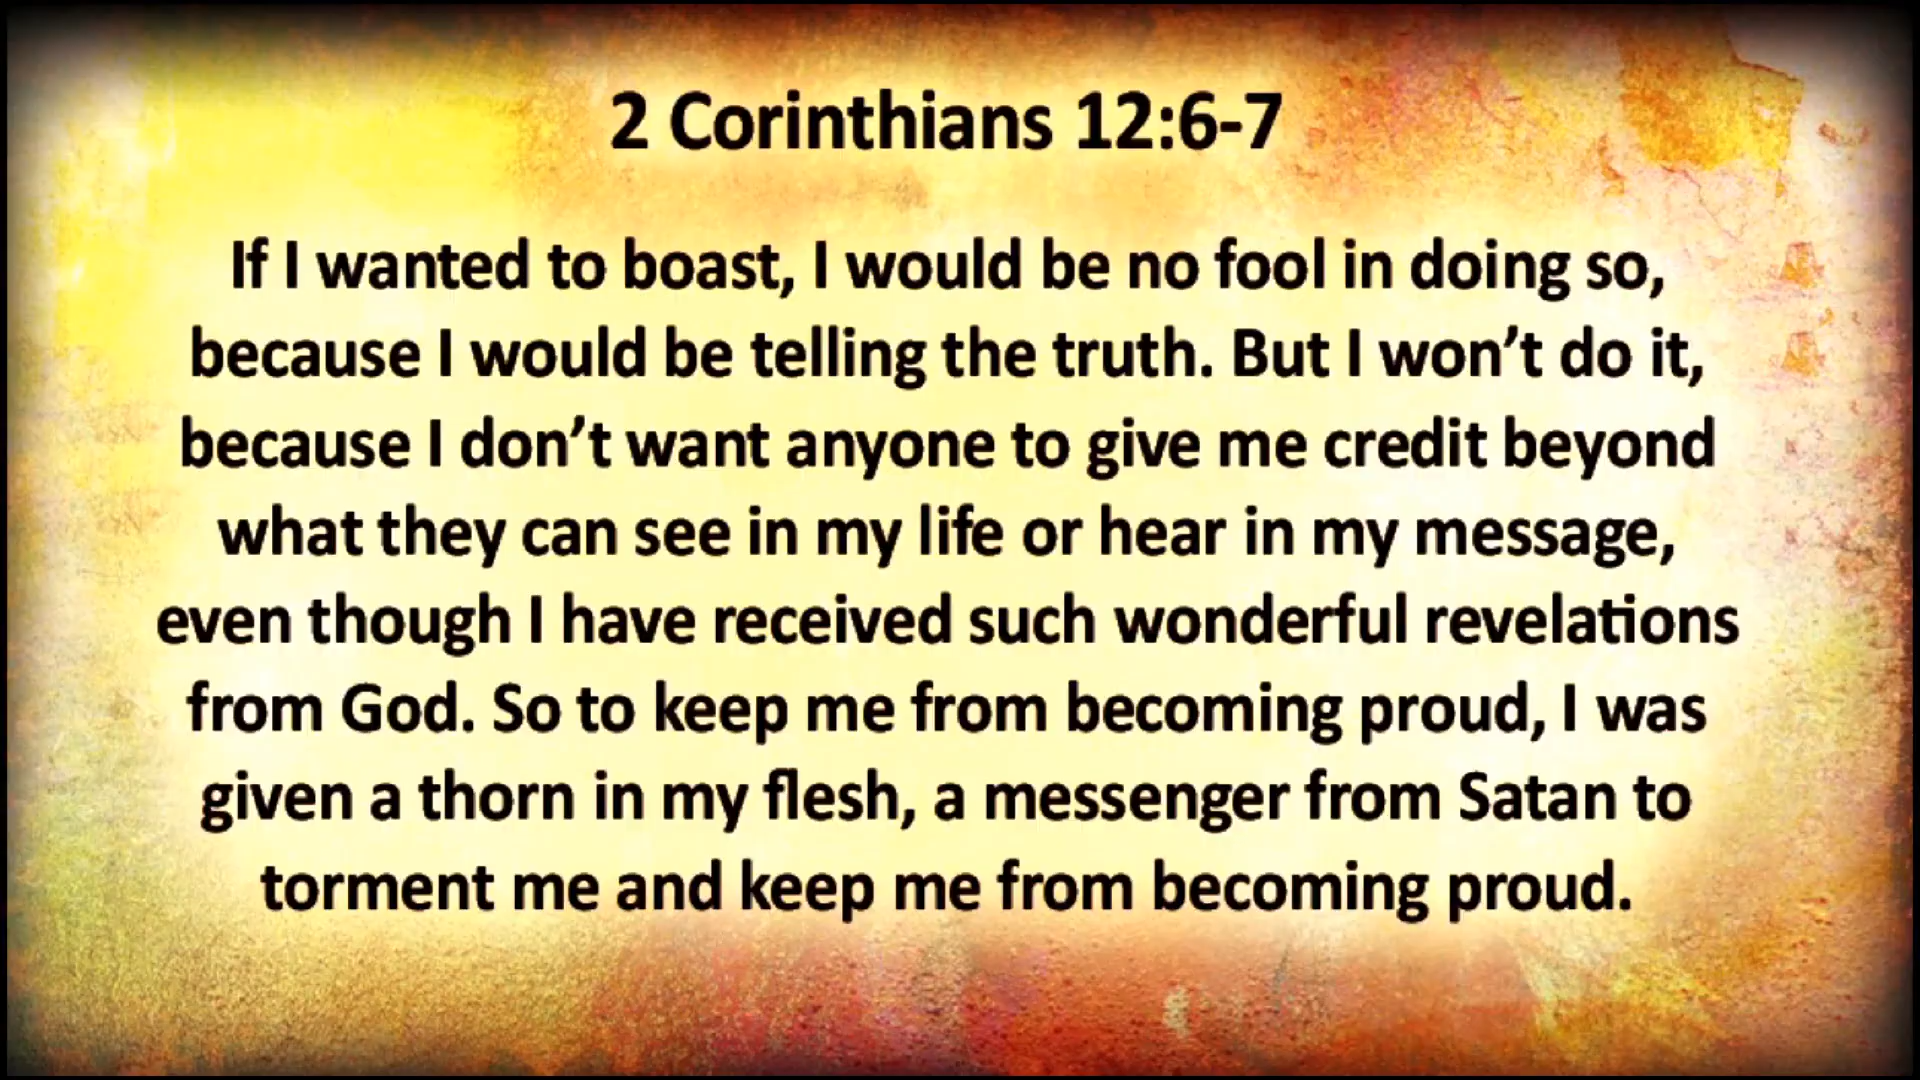 2 Corinthians 12:6-7
If I wanted to boast, I would be no fool in doing so,
because I would be telling the truth. But I won’t do it,
because I don’t want anyone to give me credit beyond
what they can see in my life or hear in my message,
even though I have received such wonderful revelations
from God. So to keep me from becoming proud, I was
given a thorn in my flesh, a messenger from Satan to
torment me and keep me from becoming proud.